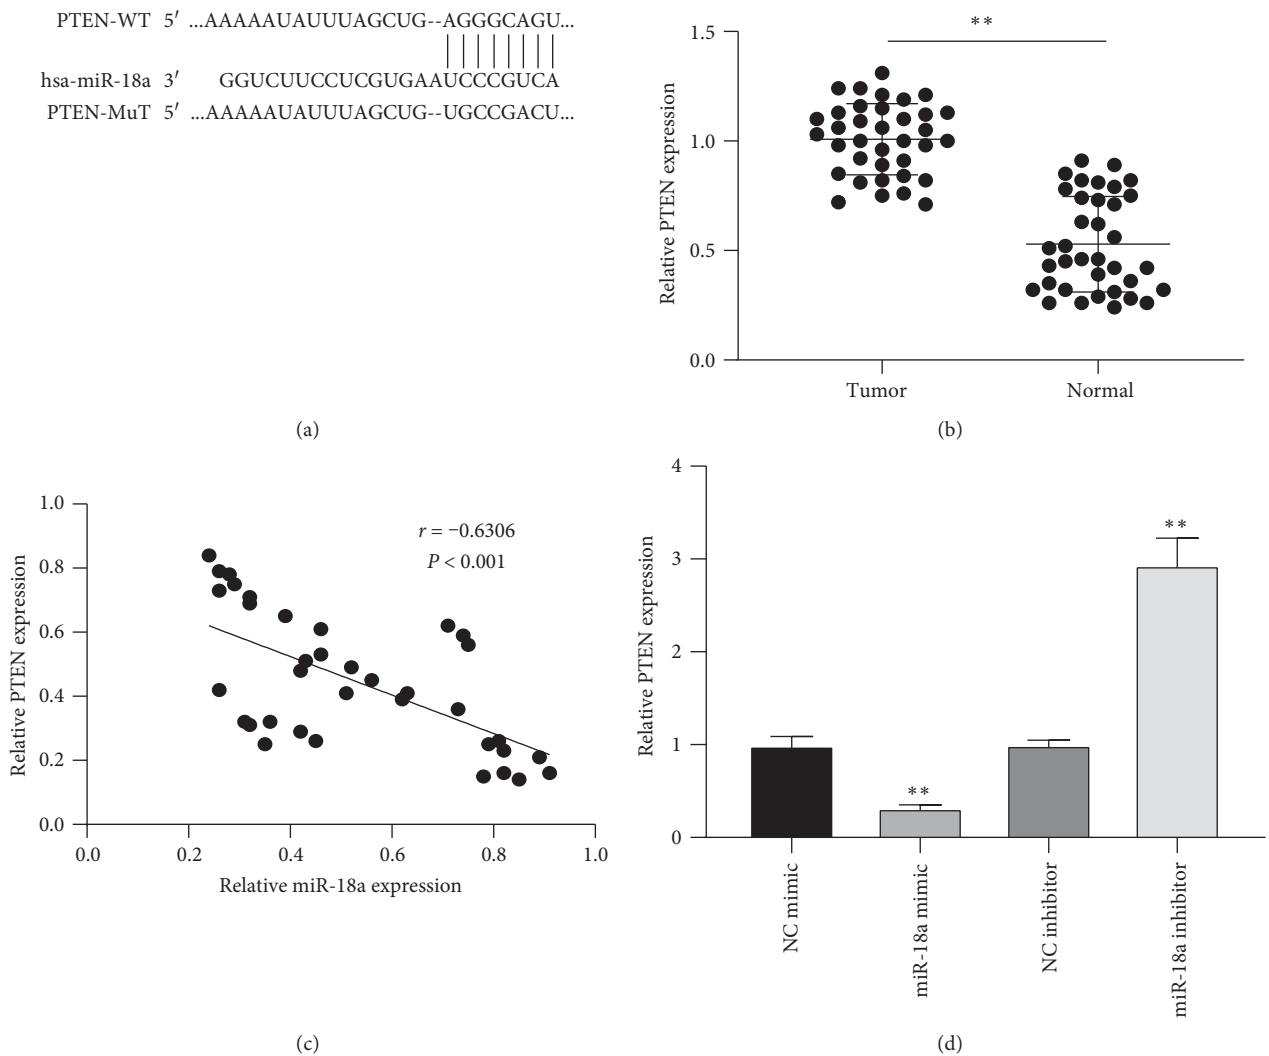 PTEN-WT 5′ ...AAAAAUAUUUAGCUG--AGGGCAGU...
hsa-miR-18a 3′ GGUCUUCCUCGUGAAUCCCGUCA
PTEN-MuT 5′ ...AAAAAUAUUUAGCUG--UGCCGACU...
(a)
Relative PTEN expression
1.5
1.0
0.5
0.0
**
Tumor
Normal
(b)
Relative PTEN expression
1.0
0.8
0.6
0.4
0.2
0.0
r = −0.6306
P < 0.001
0.0
0.2
0.4
0.6
0.8
1.0
Relative miR-18a expression
(c)
Relative PTEN expression
4
3
2
1
0
**
**
NC mimic
miR-18a mimic
NC inhibitor
miR-18a inhibitor
(d)